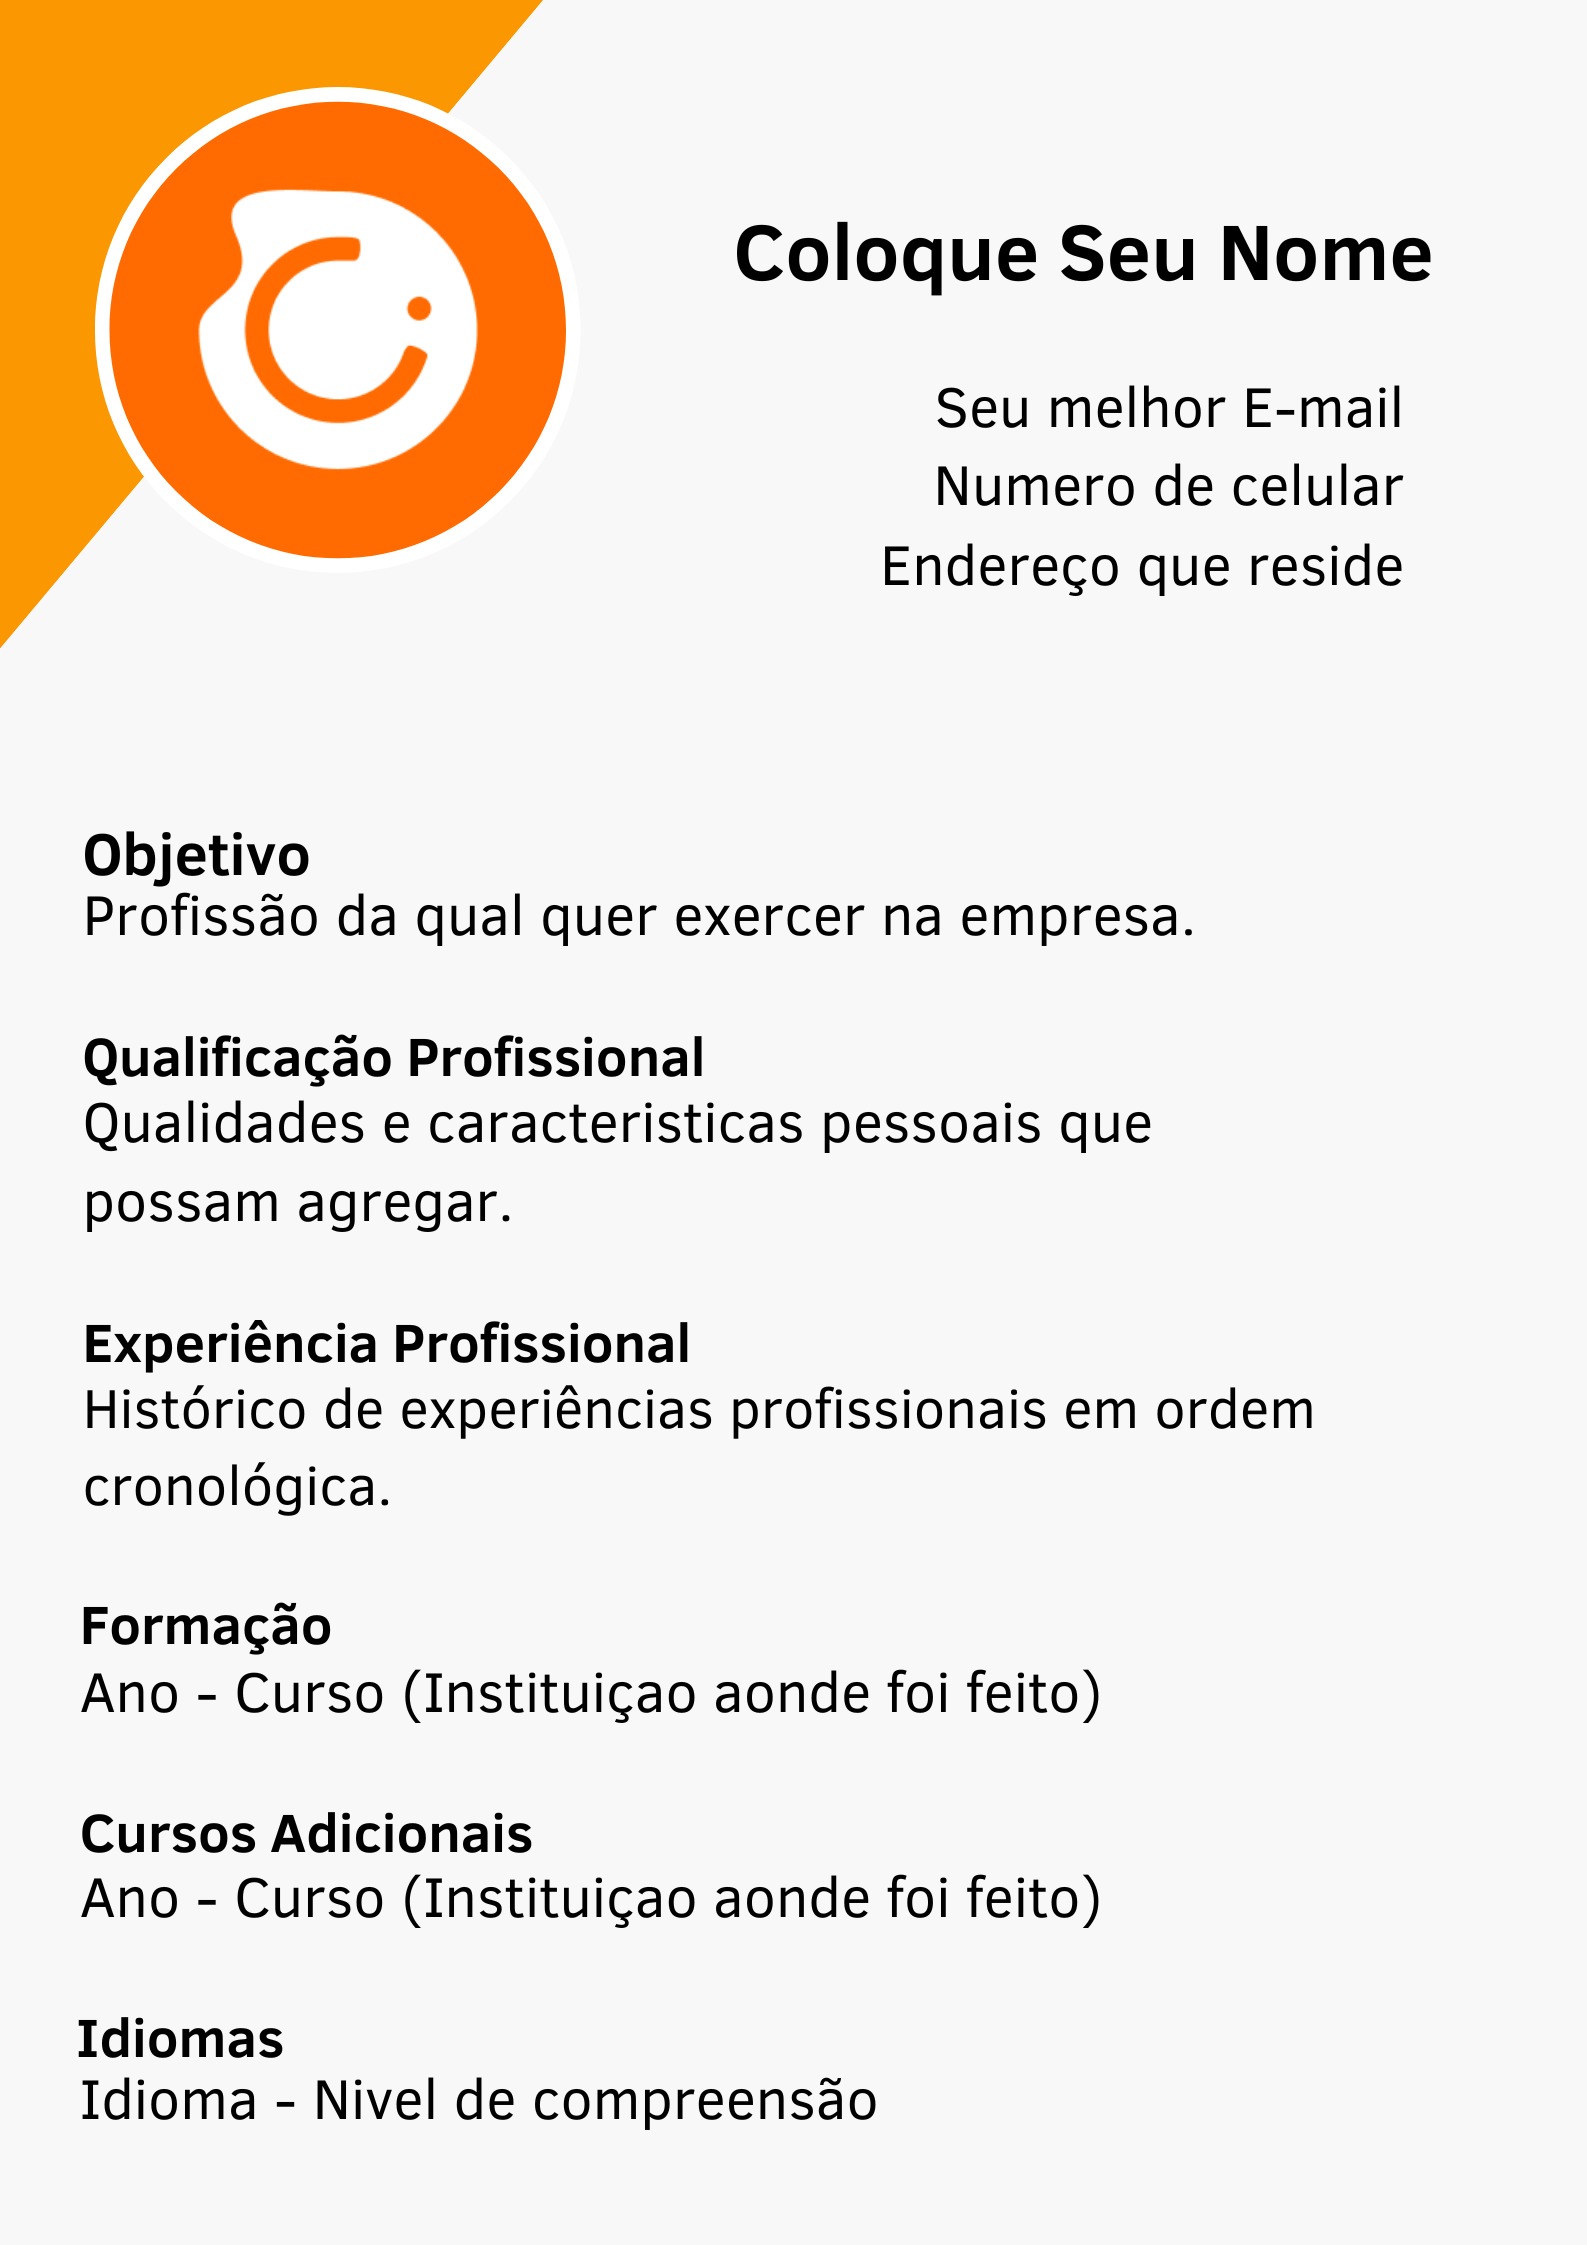 Coloque Seu Nome
Seu melhor E-mail
Numero de celular
Endereço que reside
Objetivo
Profissão da qual quer exercer na empresa.
Qualificação Profissional
Qualidades e caracteristicas pessoais que
possam agregar.
Experiência Profissional
Histórico de experiências profissionais em ordem
cronológica.
Formação
Ano - Curso (Instituiçao aonde foi feito)
Cursos Adicionais
Ano - Curso (Instituiçao aonde foi feito)
Idiomas
Idioma - Nivel de compreensão